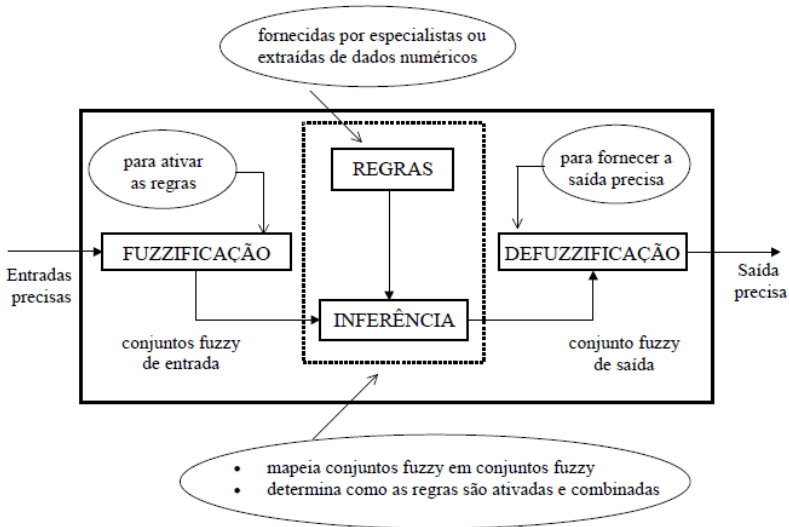 fornecidas por especialistas ou
extraídas de dados numéricos
para ativar
as regras
REGRAS
para fornecer a
saída precisa
FUZZIFICAÇÃO
DEFUZZIFICAÇÃO
Entradas
precisas
Saída
precisa
INFERÊNCIA
conjuntos fuzzy
de entrada
conjunto fuzzy
de saída
• mapeia conjuntos fuzzy em conjuntos fuzzy
• determina como as regras são ativadas e combinadas